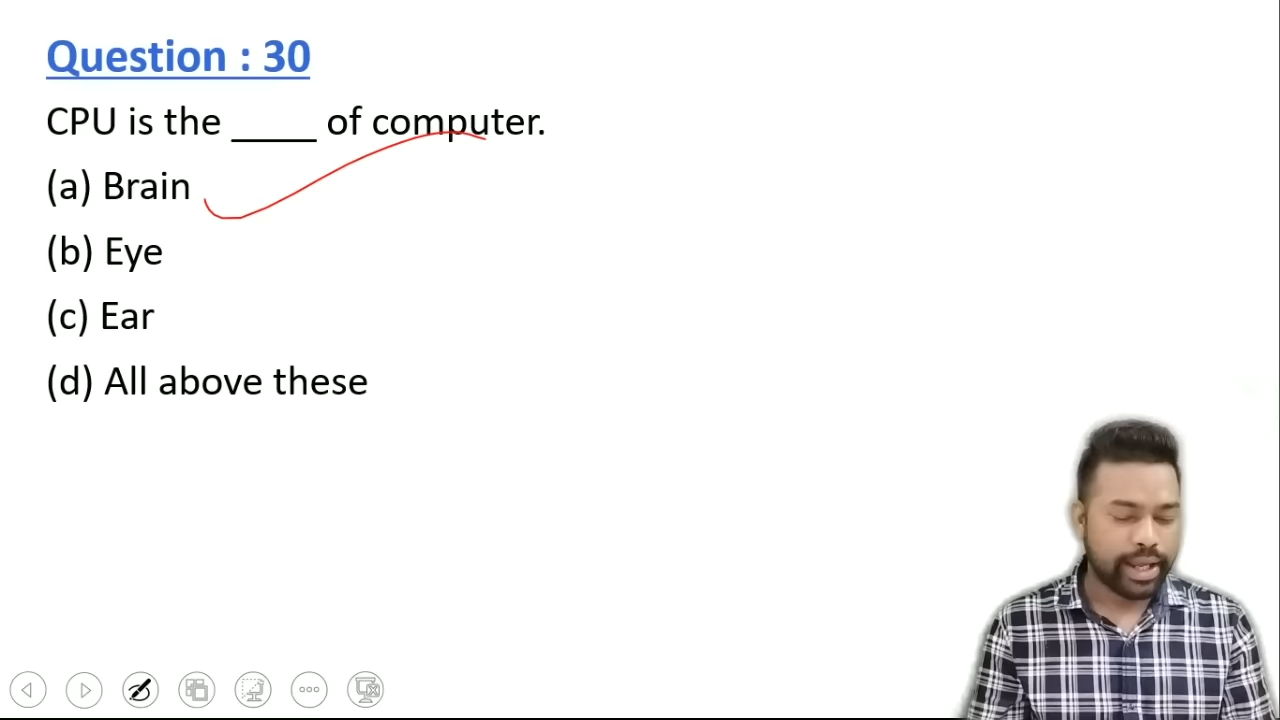 Question : 30
CPU is the _____ of computer.
(a) Brain
(b) Eye
(c) Ear
(d) All above these